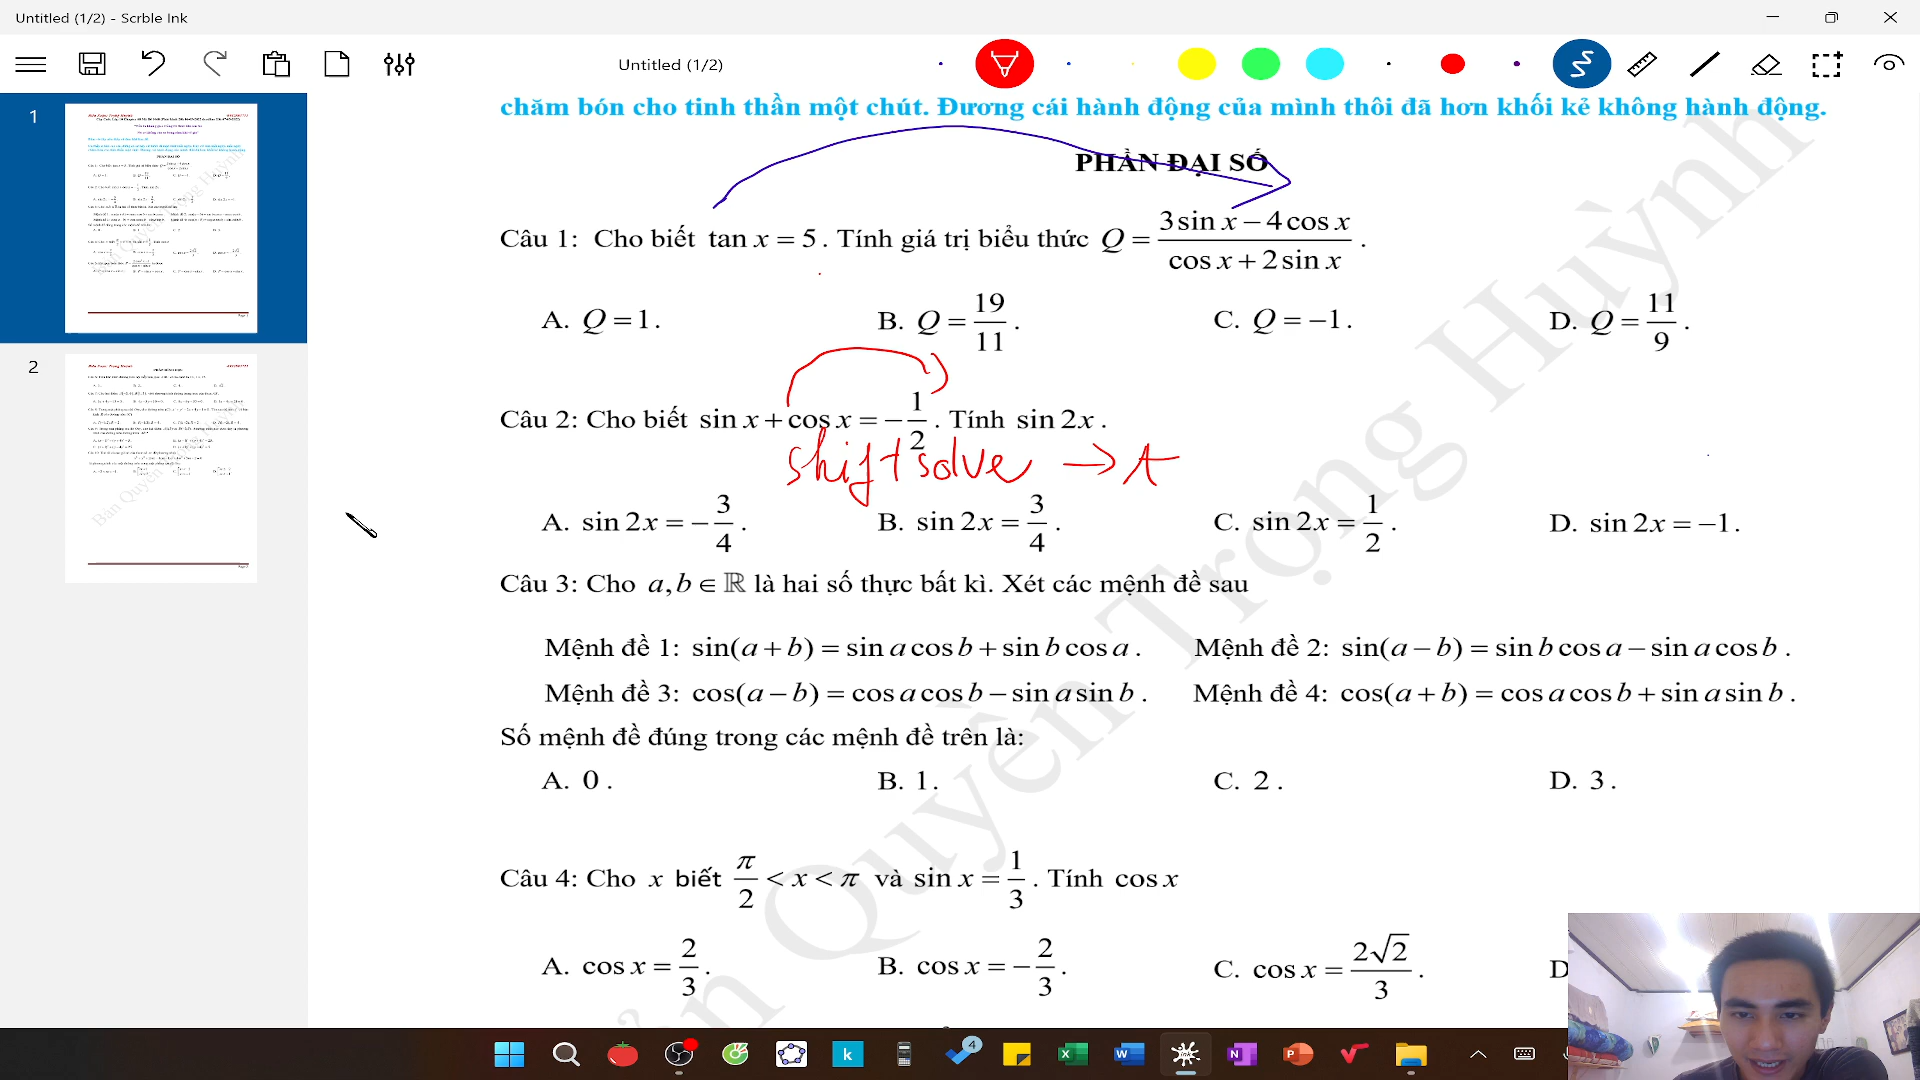 Untitled (1/2) - Scrble Ink
Untitled (1/2)
1
2
chăm bón cho tinh thần một chút. Đương cái hành động của mình thôi đã hơn khối kẻ không hành động.
PHẦN ĐẠI SỐ
Câu 1: Cho biết tan x = 5. Tính giá trị biểu thức Q = (3 sin x − 4 cos x)/(cos x + 2 sin x).
A. Q = 1. B. Q = 19/11. C. Q = −1. D. Q = 11/9.
Câu 2: Cho biết sin x + cos x = −1/2. Tính sin 2x.
shift solve → A
A. sin 2x = −3/4. B. sin 2x = 3/4. C. sin 2x = 1/2. D. sin 2x = −1.
Câu 3: Cho a, b ∈ ℝ là hai số thực bất kì. Xét các mệnh đề sau
Mệnh đề 1: sin(a + b) = sin a cos b + sin b cos a. Mệnh đề 2: sin(a − b) = sin b cos a − sin a cos b.
Mệnh đề 3: cos(a − b) = cos a cos b − sin a sin b. Mệnh đề 4: cos(a + b) = cos a cos b + sin a sin b.
Số mệnh đề đúng trong các mệnh đề trên là:
A. 0. B. 1. C. 2. D. 3.
Câu 4: Cho x biết π/2 < x < π và sin x = 1/3. Tính cos x
A. cos x = 2/3. B. cos x = −2/3. C. cos x = 2√2/3. D
Quyền Trọng Huỳnh
4